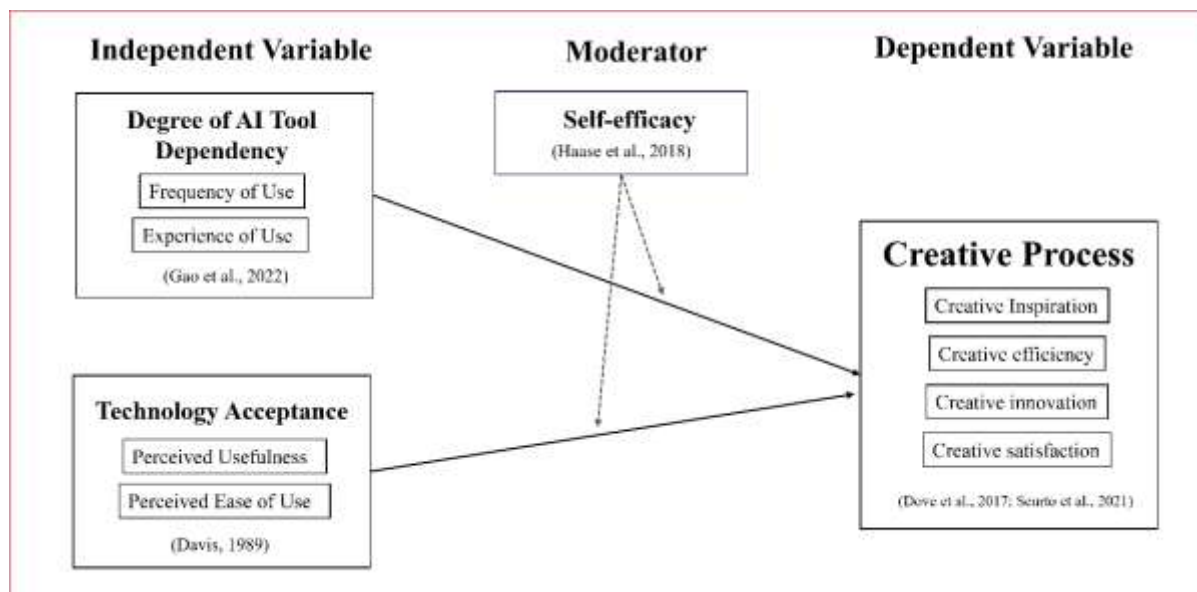 Independent Variable
Moderator
Dependent Variable
Degree of AI Tool
Dependency
Frequency of Use
Experience of Use
(Gao et al., 2022)
Self-efficacy
(Haase et al., 2018)
Technology Acceptance
Perceived Usefulness
Perceived Ease of Use
(Davis, 1989)
Creative Process
Creative Inspiration
Creative efficiency
Creative innovation
Creative satisfaction
(Dove et al., 2017; et al., 2021)